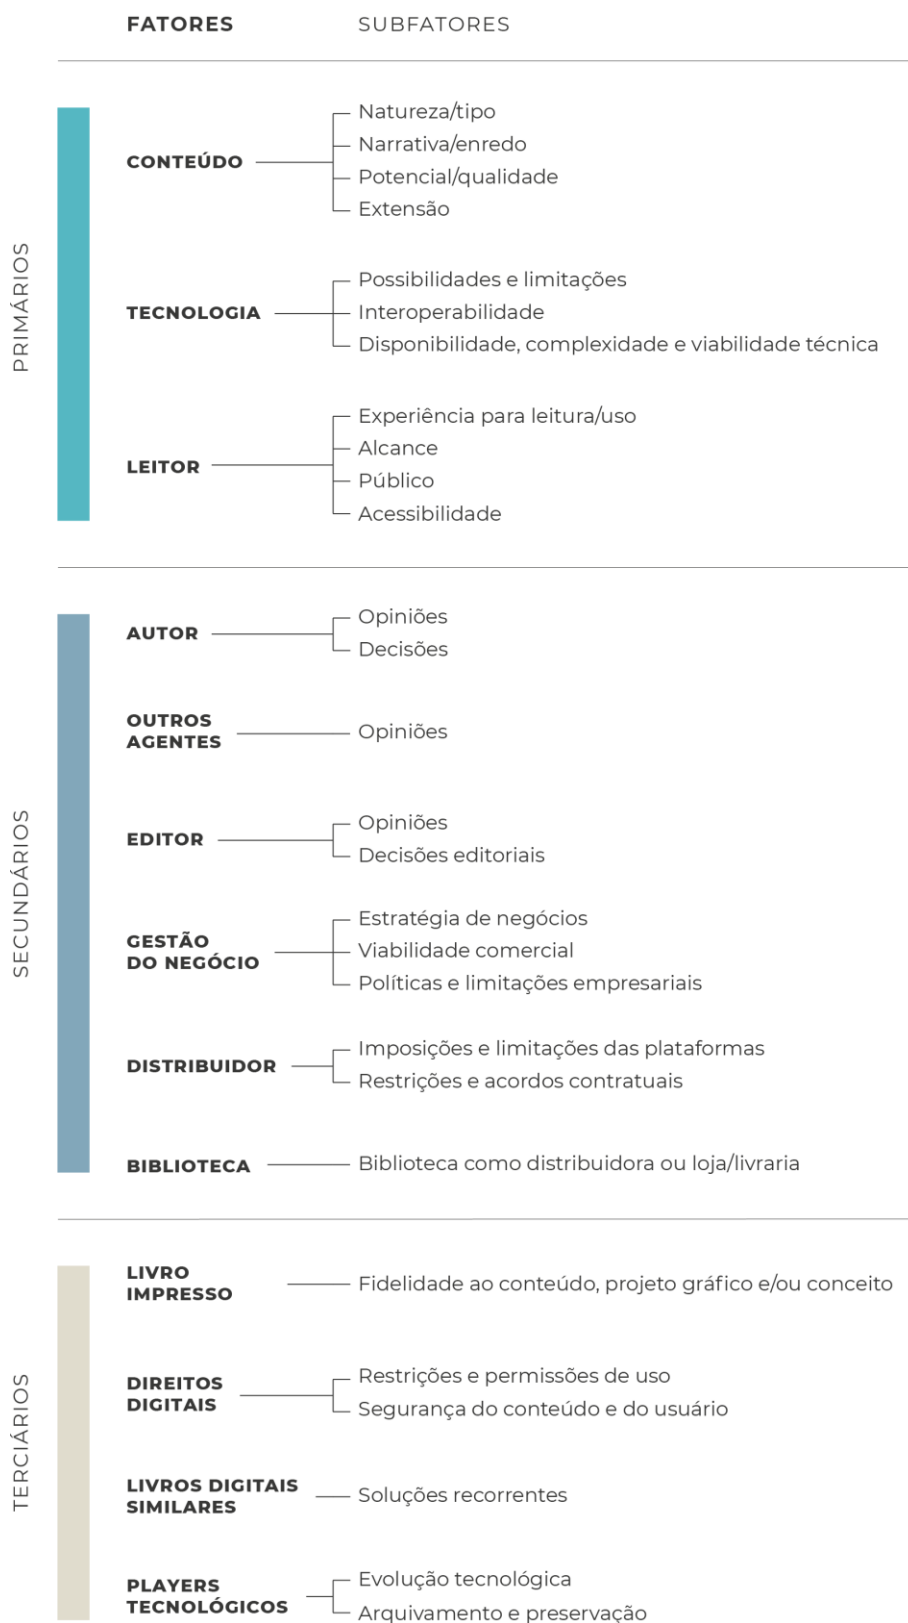 FATORES SUBFATORES
PRIMÁRIOS
CONTEÚDO
Natureza/tipo
Narrativa/enredo
Potencial/qualidade
Extensão
TECNOLOGIA
Possibilidades e limitações
Interoperabilidade
Disponibilidade, complexidade e viabilidade técnica
LEITOR
Experiência para leitura/uso
Alcance
Público
Acessibilidade
SECUNDÁRIOS
AUTOR
Opiniões
Decisões
OUTROS
AGENTES
Opiniões
EDITOR
Opiniões
Decisões editoriais
GESTÃO
DO NEGÓCIO
Estratégia de negócios
Viabilidade comercial
Políticas e limitações empresariais
DISTRIBUIDOR
Imposições e limitações das plataformas
Restrições e acordos contratuais
BIBLIOTECA
Biblioteca como distribuidora ou loja/livraria
TERCIÁRIOS
LIVRO
IMPRESSO
Fidelidade ao conteúdo, projeto gráfico e/ou conceito
DIREITOS
DIGITAIS
Restrições e permissões de uso
Segurança do conteúdo e do usuário
LIVROS DIGITAIS
SIMILARES
Soluções recorrentes
PLAYERS
TECNOLÓGICOS
Evolução tecnológica
Arquivamento e preservação